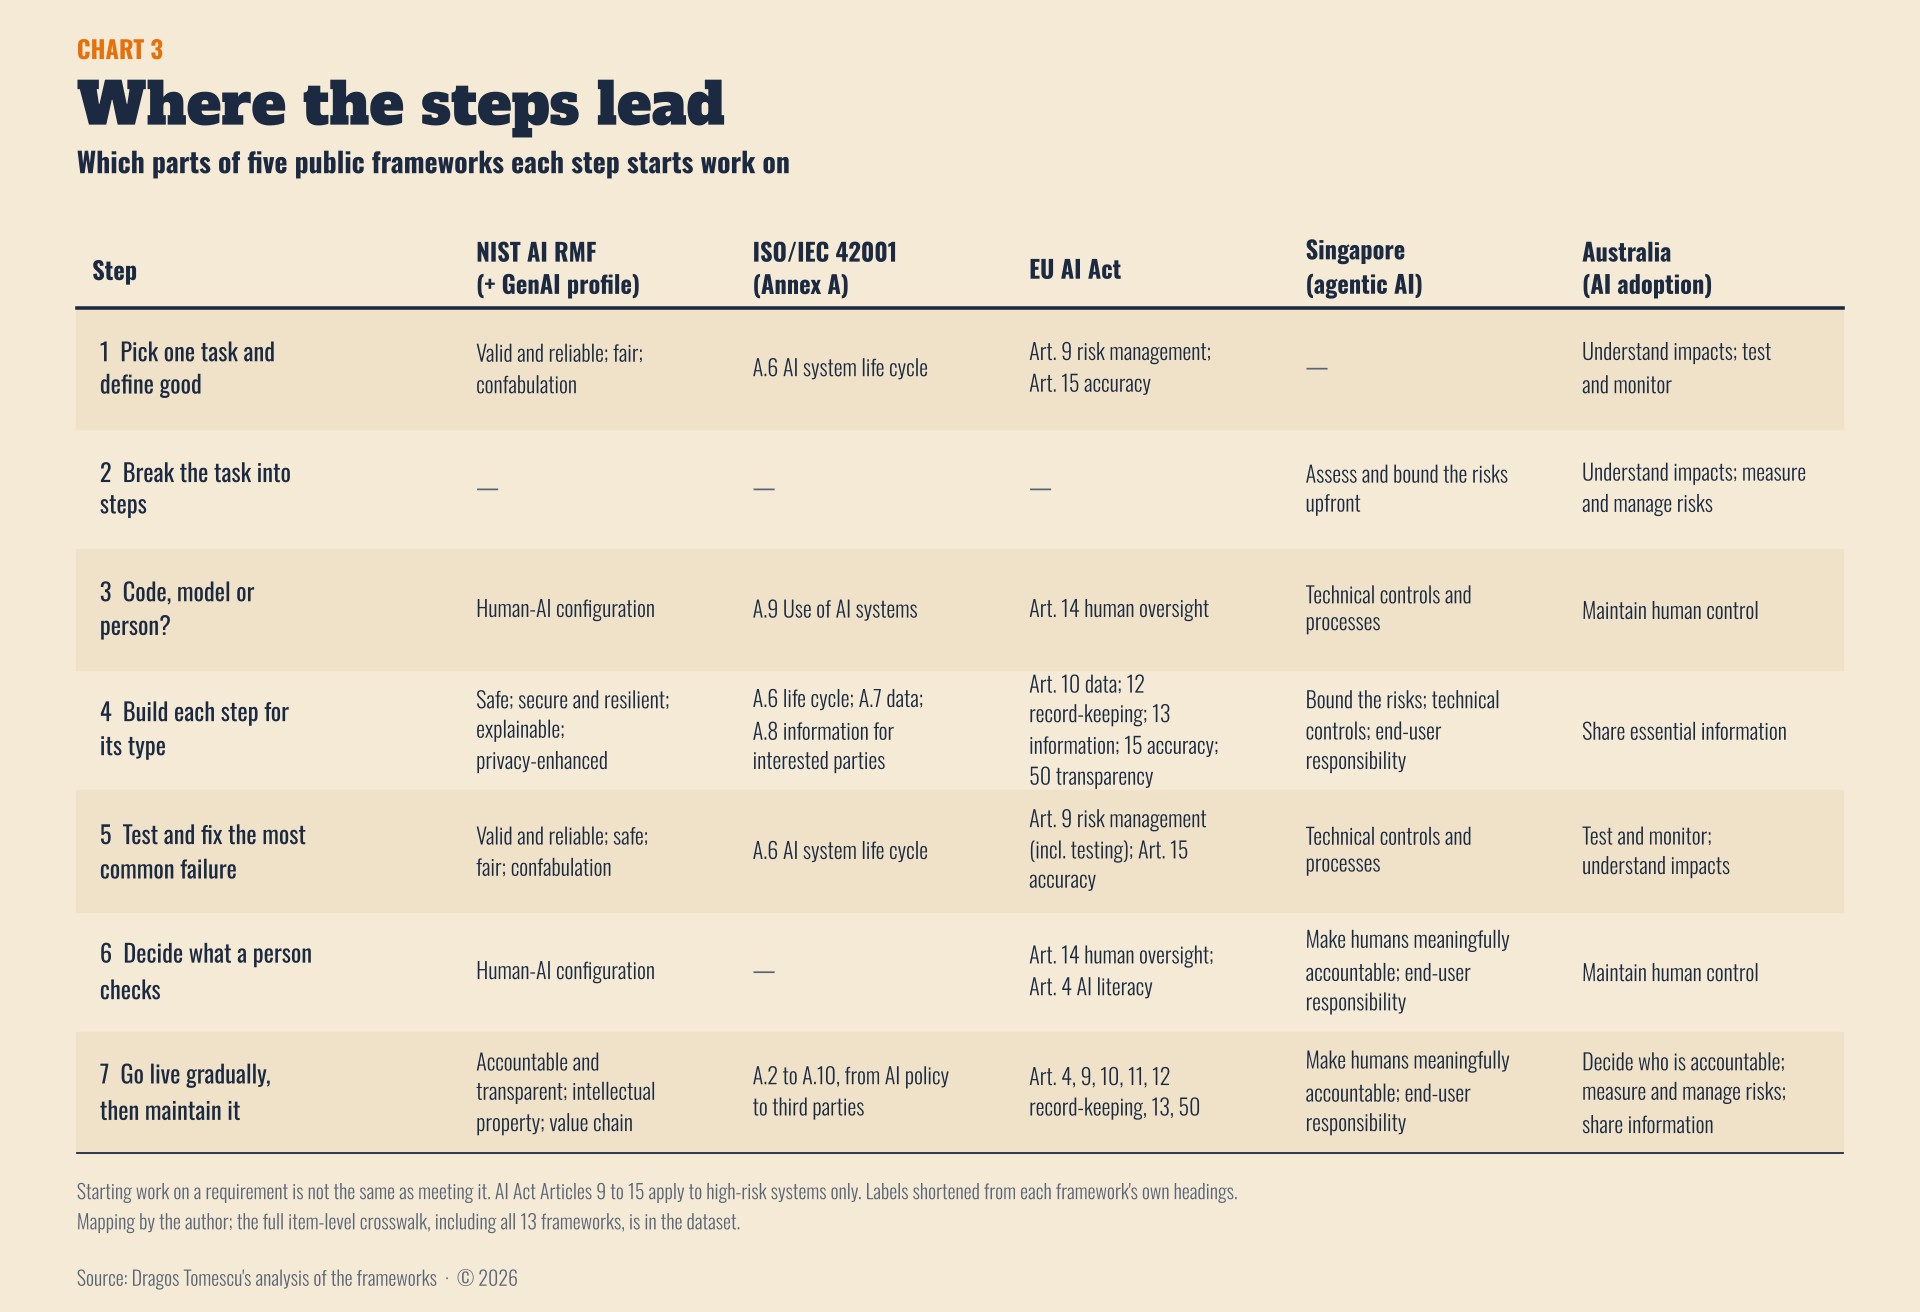 CHART 3
Where the steps lead
Which parts of five public frameworks each step starts work on
Step
NIST AI RMF
(+ GenAI profile)
ISO/IEC 42001
(Annex A)
EU AI Act
Singapore
(agentic AI)
Australia
(AI adoption)
1 Pick one task and
define good
Valid and reliable; fair;
confabulation
A.6 AI system life cycle
Art. 9 risk management;
Art. 15 accuracy
—
Understand impacts; test
and monitor
2 Break the task into
steps
—
—
—
Assess and bound the risks
upfront
Understand impacts; measure
and manage risks
3 Code, model or
person?
Human-AI configuration
A.9 Use of AI systems
Art. 14 human oversight
Technical controls and
processes
Maintain human control
4 Build each step for
its type
Safe; secure and resilient;
explainable;
privacy-enhanced
A.6 life cycle; A.7 data;
A.8 information for
interested parties
Art. 10 data; 12
record-keeping; 13
information; 15 accuracy;
50 transparency
Bound the risks; technical
controls; end-user
responsibility
Share essential information
5 Test and fix the most
common failure
Valid and reliable; safe;
fair; confabulation
A.6 AI system life cycle
Art. 9 risk management
(incl. testing); Art. 15
accuracy
Technical controls and
processes
Test and monitor;
understand impacts
6 Decide what a person
checks
Human-AI configuration
—
Art. 14 human oversight;
Art. 4 AI literacy
Make humans meaningfully
accountable; end-user
responsibility
Maintain human control
7 Go live gradually,
then maintain it
Accountable and
transparent; intellectual
property; value chain
A.2 to A.10, from AI policy
to third parties
Art. 4, 9, 10, 11, 12
record-keeping, 13, 50
Make humans meaningfully
accountable; end-user
responsibility
Decide who is accountable;
measure and manage risks;
share information
Starting work on a requirement is not the same as meeting it. AI Act Articles 9 to 15 apply to high-risk systems only. Labels shortened from each framework's own headings.
Mapping by the author; the full item-level crosswalk, including all 13 frameworks, is in the dataset.
Source: Dragos Tomescu's analysis of the frameworks · © 2026